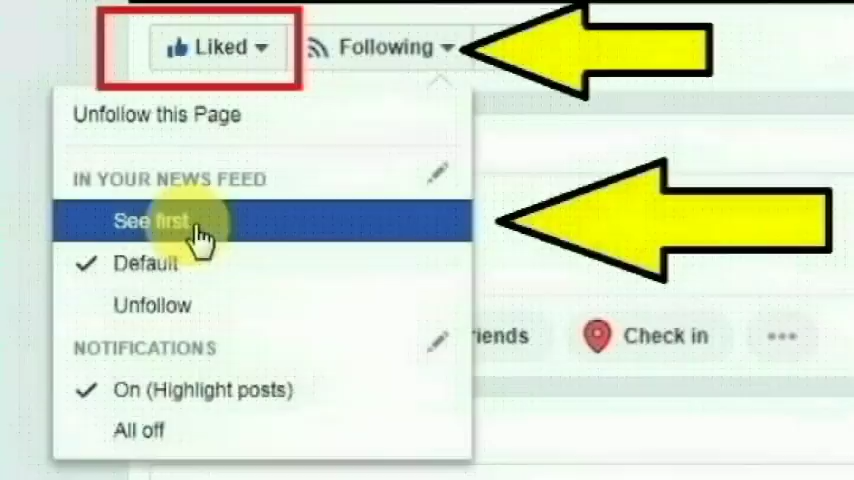 Liked Following
Unfollow this Page
IN YOUR NEWS FEED
See first
Default
Unfollow
riends Check in
NOTIFICATIONS
On (Highlight posts)
All off